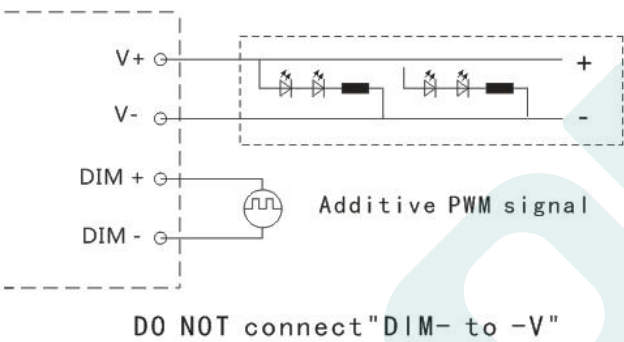 V+
+
V-
-
DIM +
Additive PWM signal
DIM -
DO NOT connect"DIM- to -V"